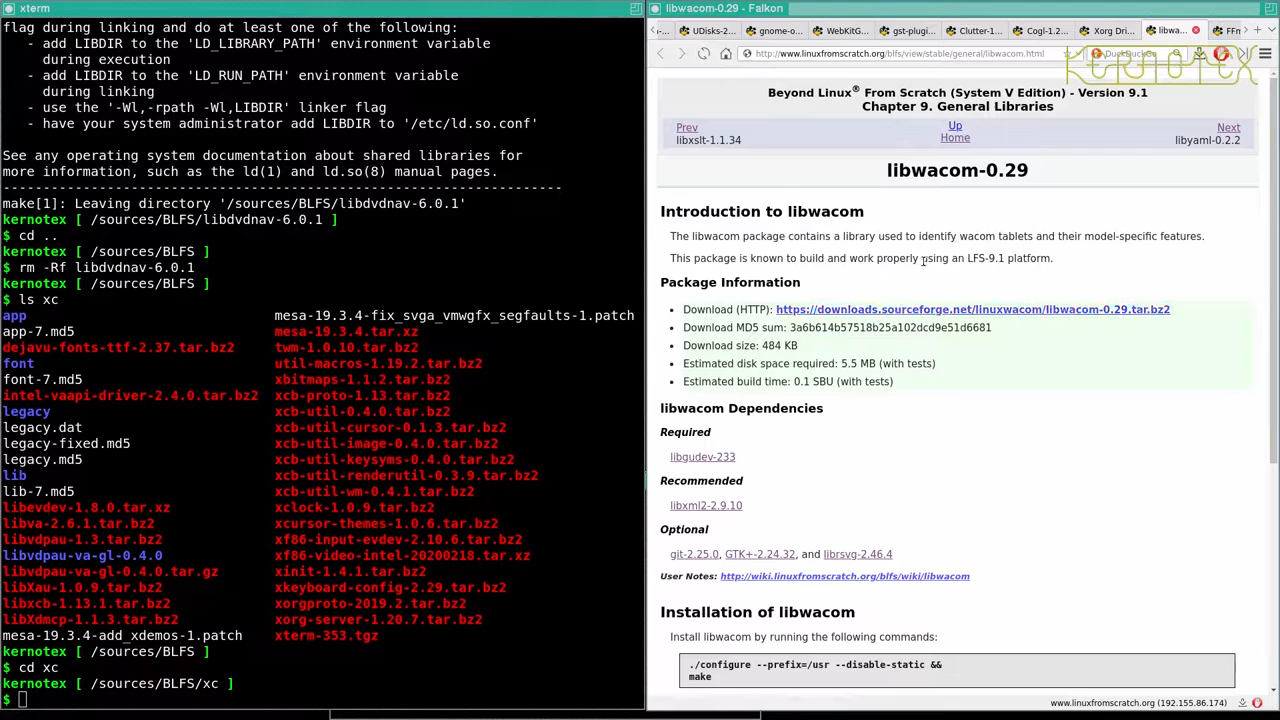 xterm
flag during linking and do at least one of the following:
- add LIBDIR to the 'LD_LIBRARY_PATH' environment variable
during execution
- add LIBDIR to the 'LD_RUN_PATH' environment variable
during linking
- use the '-Wl,-rpath -Wl,LIBDIR' linker flag
- have your system administrator add LIBDIR to '/etc/ld.so.conf'
See any operating system documentation about shared libraries for
more information, such as the ld(1) and ld.so(8) manual pages.
----------------------------------------------------------------------
make[1]: Leaving directory '/sources/BLFS/libdvdnav-6.0.1'
kernotex [ /sources/BLFS/libdvdnav-6.0.1 ]
$ cd ..
kernotex [ /sources/BLFS ]
$ rm -Rf libdvdnav-6.0.1
kernotex [ /sources/BLFS ]
$ ls xc
app mesa-19.3.4-fix_svga_vmwgfx_segfaults-1.patch
app-7.md5 mesa-19.3.4.tar.xz
dejavu-fonts-ttf-2.37.tar.bz2 twm-1.0.10.tar.bz2
font util-macros-1.19.2.tar.bz2
font-7.md5 xbitmaps-1.1.2.tar.bz2
intel-vaapi-driver-2.4.0.tar.bz2 xcb-proto-1.13.tar.bz2
legacy xcb-util-0.4.0.tar.bz2
legacy.dat xcb-util-cursor-0.1.3.tar.bz2
legacy-fixed.md5 xcb-util-image-0.4.0.tar.bz2
legacy.md5 xcb-util-keysyms-0.4.0.tar.bz2
lib xcb-util-renderutil-0.3.9.tar.bz2
lib-7.md5 xcb-util-wm-0.4.1.tar.bz2
libevdev-1.8.0.tar.xz xclock-1.0.9.tar.bz2
libva-2.6.1.tar.bz2 xcursor-themes-1.0.6.tar.bz2
libvdpau-1.3.tar.bz2 xf86-input-evdev-2.10.6.tar.bz2
libvdpau-va-gl-0.4.0 xf86-video-intel-20200218.tar.xz
libvdpau-va-gl-0.4.0.tar.gz xinit-1.4.1.tar.bz2
libXau-1.0.9.tar.bz2 xkeyboard-config-2.29.tar.bz2
libxcb-1.13.1.tar.bz2 xorgproto-2019.2.tar.bz2
libXdmcp-1.1.3.tar.bz2 xorg-server-1.20.7.tar.bz2
mesa-19.3.4-add_xdemos-1.patch xterm-353.tgz
kernotex [ /sources/BLFS ]
$ cd xc
kernotex [ /sources/BLFS/xc ]
$
libwacom-0.29 - Falkon
UDisks-2... gnome-o... WebKitG... gst-plugi... Clutter-1... Cogl-1.2... Xorg Dri... libwa... FFn
http://www.linuxfromscratch.org/blfs/view/stable/general/libwacom.html DuckDuckGo
KERNOTEX
Beyond Linux® From Scratch (System V Edition) - Version 9.1
Chapter 9. General Libraries
Prev Up Next
libxslt-1.1.34 Home libyaml-0.2.2
libwacom-0.29
Introduction to libwacom
The libwacom package contains a library used to identify wacom tablets and their model-specific features.
This package is known to build and work properly using an LFS-9.1 platform.
Package Information
• Download (HTTP): https://downloads.sourceforge.net/linuxwacom/libwacom-0.29.tar.bz2
• Download MD5 sum: 3a6b614b57518b25a102dcd9e51d6681
• Download size: 484 KB
• Estimated disk space required: 5.5 MB (with tests)
• Estimated build time: 0.1 SBU (with tests)
libwacom Dependencies
Required
libgudev-233
Recommended
libxml2-2.9.10
Optional
git-2.25.0, GTK+-2.24.32, and librsvg-2.46.4
User Notes: http://wiki.linuxfromscratch.org/blfs/wiki/libwacom
Installation of libwacom
Install libwacom by running the following commands:
./configure --prefix=/usr --disable-static &&
make
www.linuxfromscratch.org (192.155.86.174)